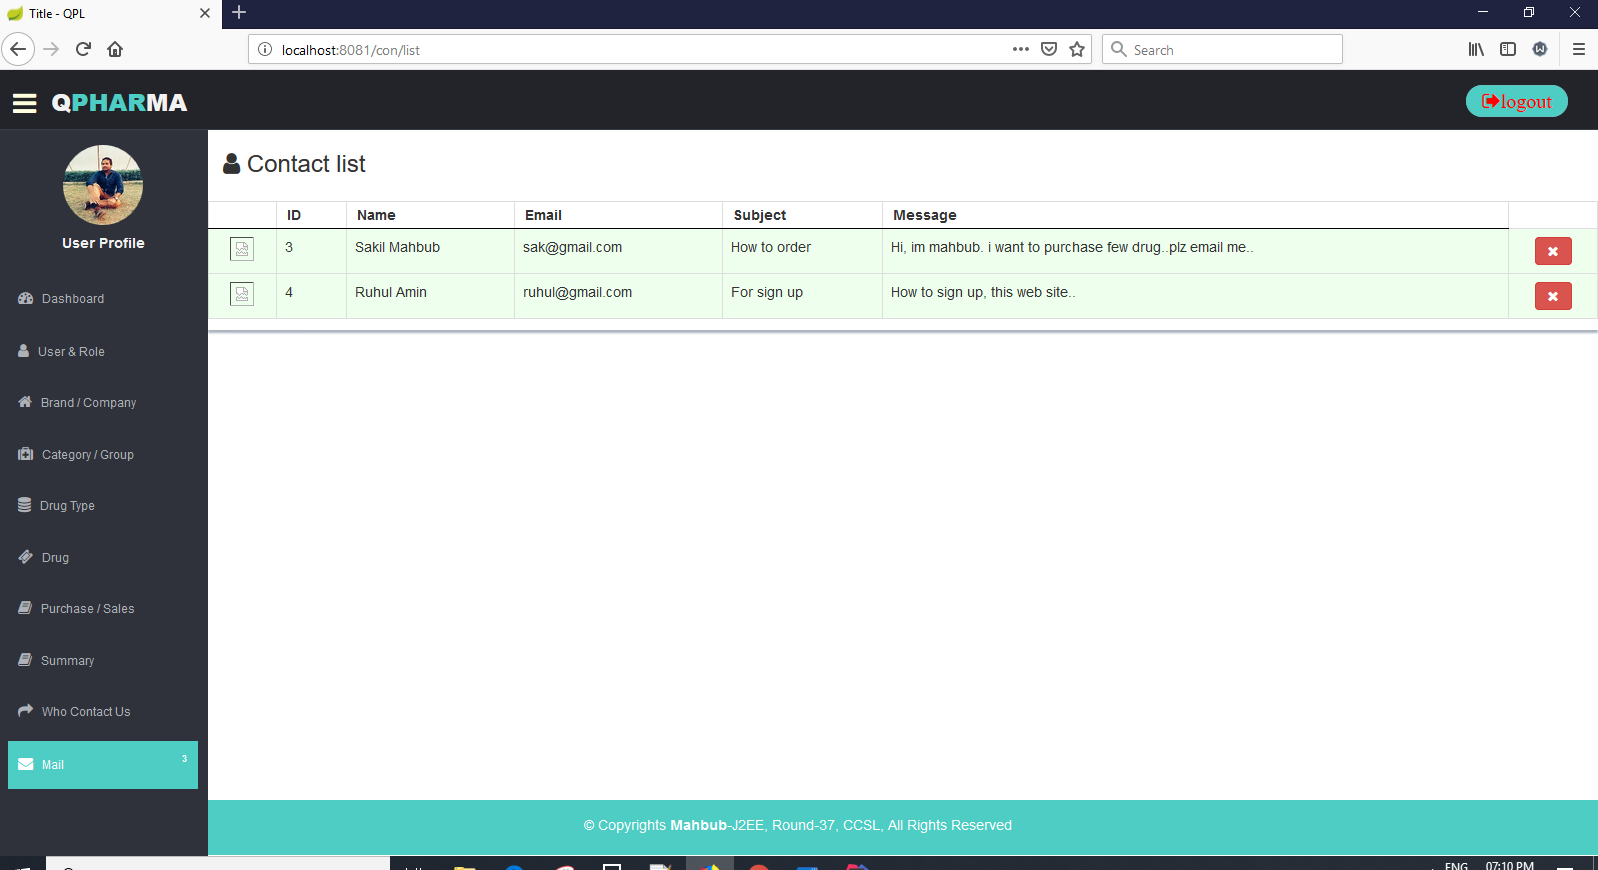 Title - QPL
localhost:8081/con/list
Search
QPHARMA
logout
User Profile
Dashboard
User & Role
Brand / Company
Category / Group
Drug Type
Drug
Purchase / Sales
Summary
Who Contact Us
Mail 3
Contact list
ID Name Email Subject Message
3 Sakil Mahbub sak@gmail.com How to order Hi, im mahbub. i want to purchase few drug..plz email me..
4 Ruhul Amin ruhul@gmail.com For sign up How to sign up, this web site..
© Copyrights Mahbub-J2EE, Round-37, CCSL, All Rights Reserved
ENG 07:10 PM